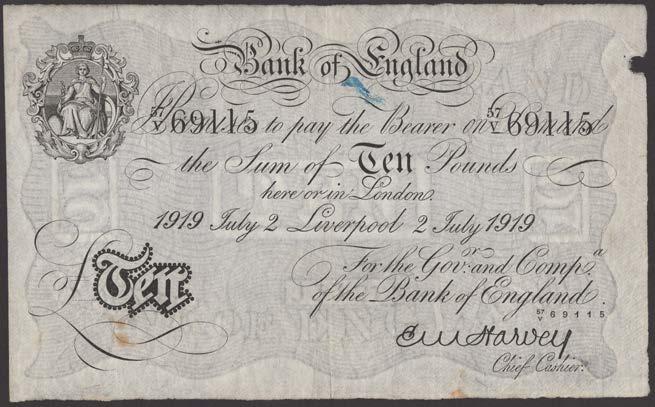 Bank of England
57/V 69115 57/V 69115
I Promise to pay the Bearer on Demand
the Sum of Ten Pounds
here or in London.
1919 July 2 Liverpool 2 July 1919
£Ten
For the Govr. and Compa.
of the Bank of England.
57/V 69115
E M Harvey
Chief Cashier.